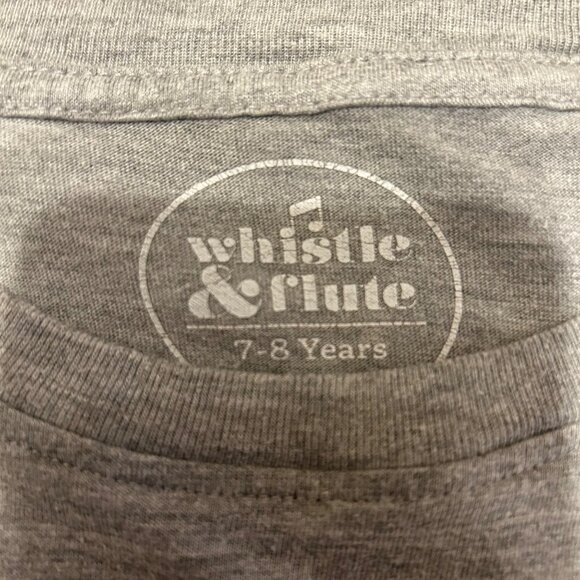 whistle
& flute
7-8 Years